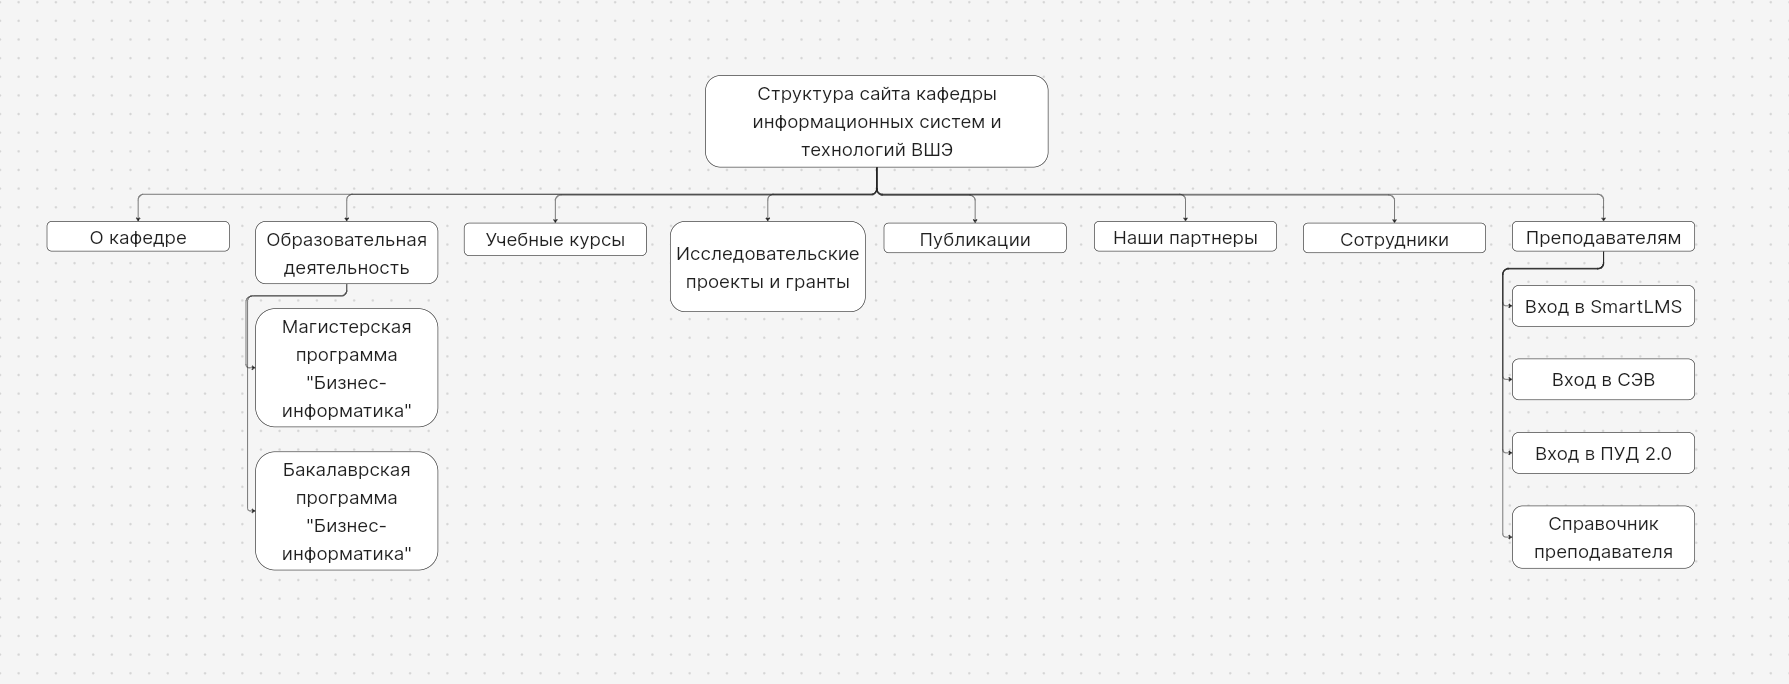 Структура сайта кафедры
информационных систем и
технологий ВШЭ
О кафедре
Образовательная
деятельность
Учебные курсы
Исследовательские
проекты и гранты
Публикации
Наши партнеры
Сотрудники
Преподавателям
Магистерская
программа
"Бизнес-
информатика"
Бакалаврская
программа
"Бизнес-
информатика"
Вход в SmartLMS
Вход в СЭВ
Вход в ПУД 2.0
Справочник
преподавателя